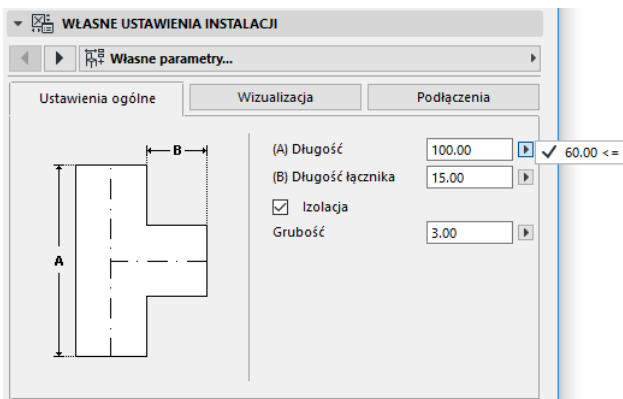 WŁASNE USTAWIENIA INSTALACJI
Własne parametry...
Ustawienia ogólne Wizualizacja Podłączenia
B
A
(A) Długość 100.00 60.00 <=
(B) Długość łącznika 15.00
Izolacja
Grubość 3.00